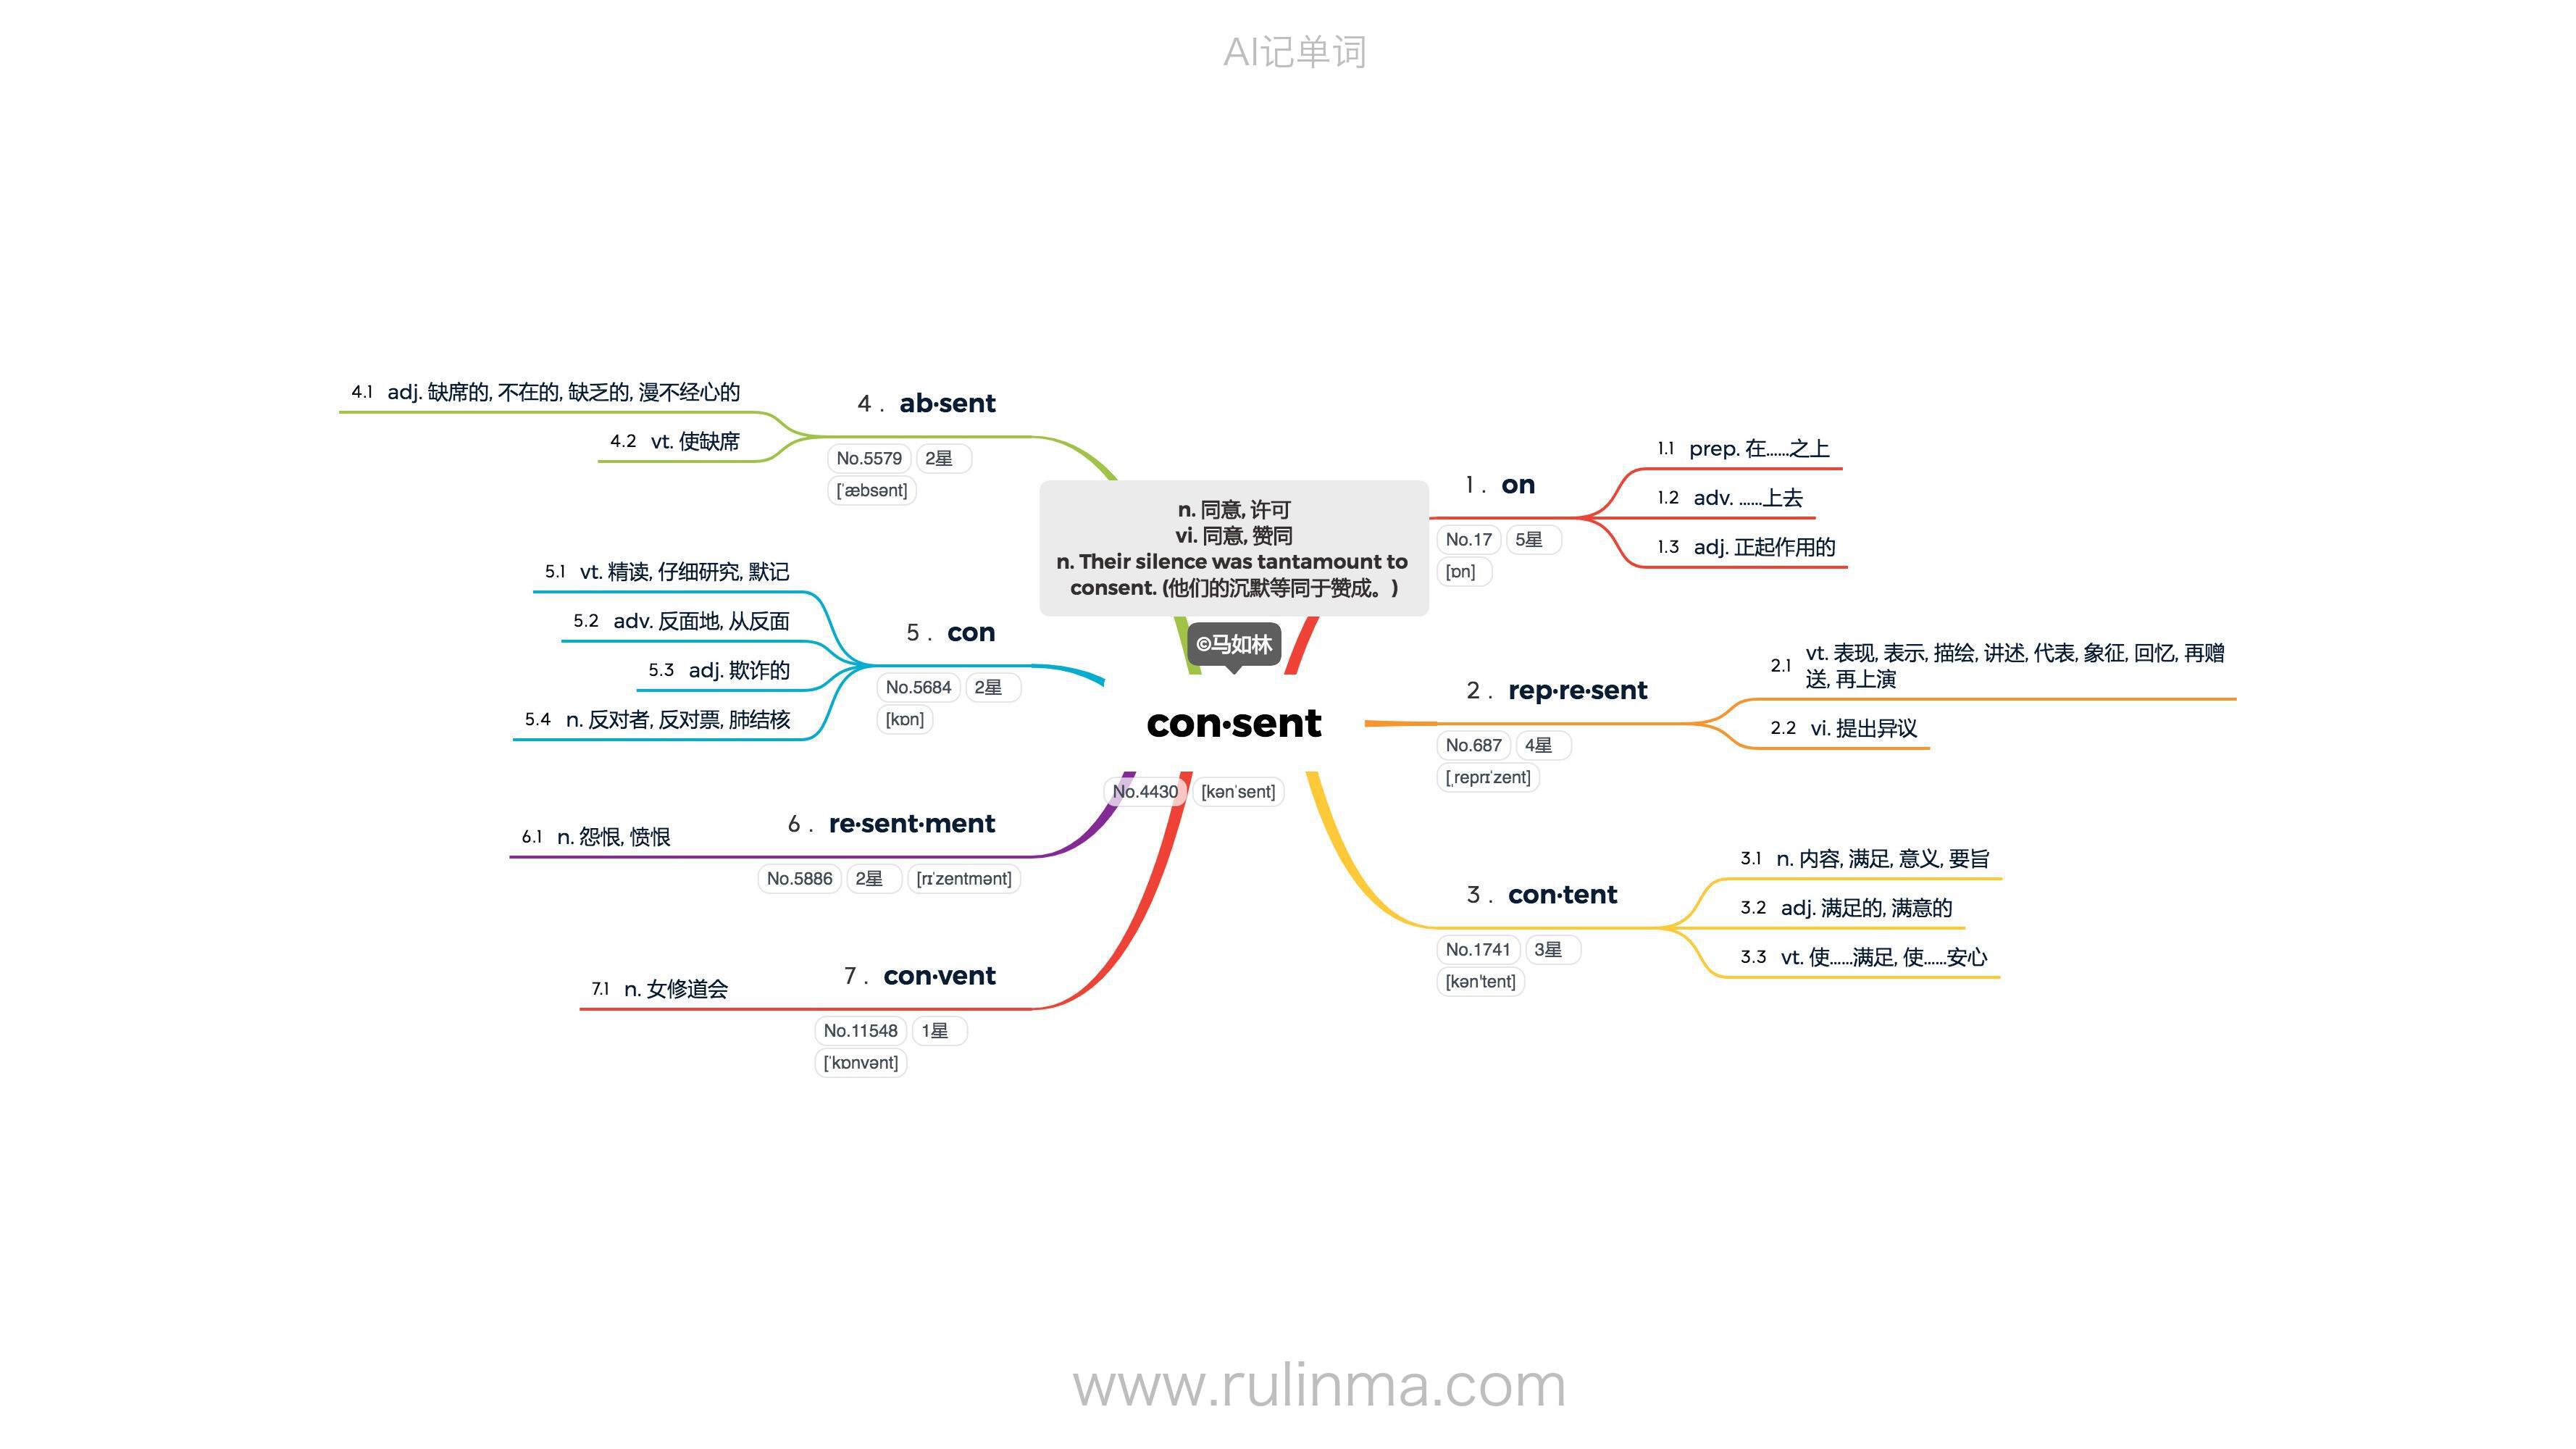 AI记单词
n. 同意, 许可
vi. 同意, 赞同
n. Their silence was tantamount to
consent. (他们的沉默等同于赞成。)
©马如林
con·sent
No.4430 [kənˈsent]
1 . on
No.17 5星
[ɒn]
1.1 prep. 在……之上
1.2 adv. ……上去
1.3 adj. 正起作用的
2 . rep·re·sent
No.687 4星
[ˌreprɪˈzent]
2.1 vt. 表现, 表示, 描绘, 讲述, 代表, 象征, 回忆, 再赠
送, 再上演
2.2 vi. 提出异议
3 . con·tent
No.1741 3星
[kən'tent]
3.1 n. 内容, 满足, 意义, 要旨
3.2 adj. 满足的, 满意的
3.3 vt. 使……满足, 使……安心
4 . ab·sent
No.5579 2星
[ˈæbsənt]
4.1 adj. 缺席的, 不在的, 缺乏的, 漫不经心的
4.2 vt. 使缺席
5 . con
No.5684 2星
[kɒn]
5.1 vt. 精读, 仔细研究, 默记
5.2 adv. 反面地, 从反面
5.3 adj. 欺诈的
5.4 n. 反对者, 反对票, 肺结核
6 . re·sent·ment
No.5886 2星 [rɪˈzentmənt]
6.1 n. 怨恨, 愤恨
7 . con·vent
No.11548 1星
[ˈkɒnvənt]
7.1 n. 女修道会
www.rulinma.com